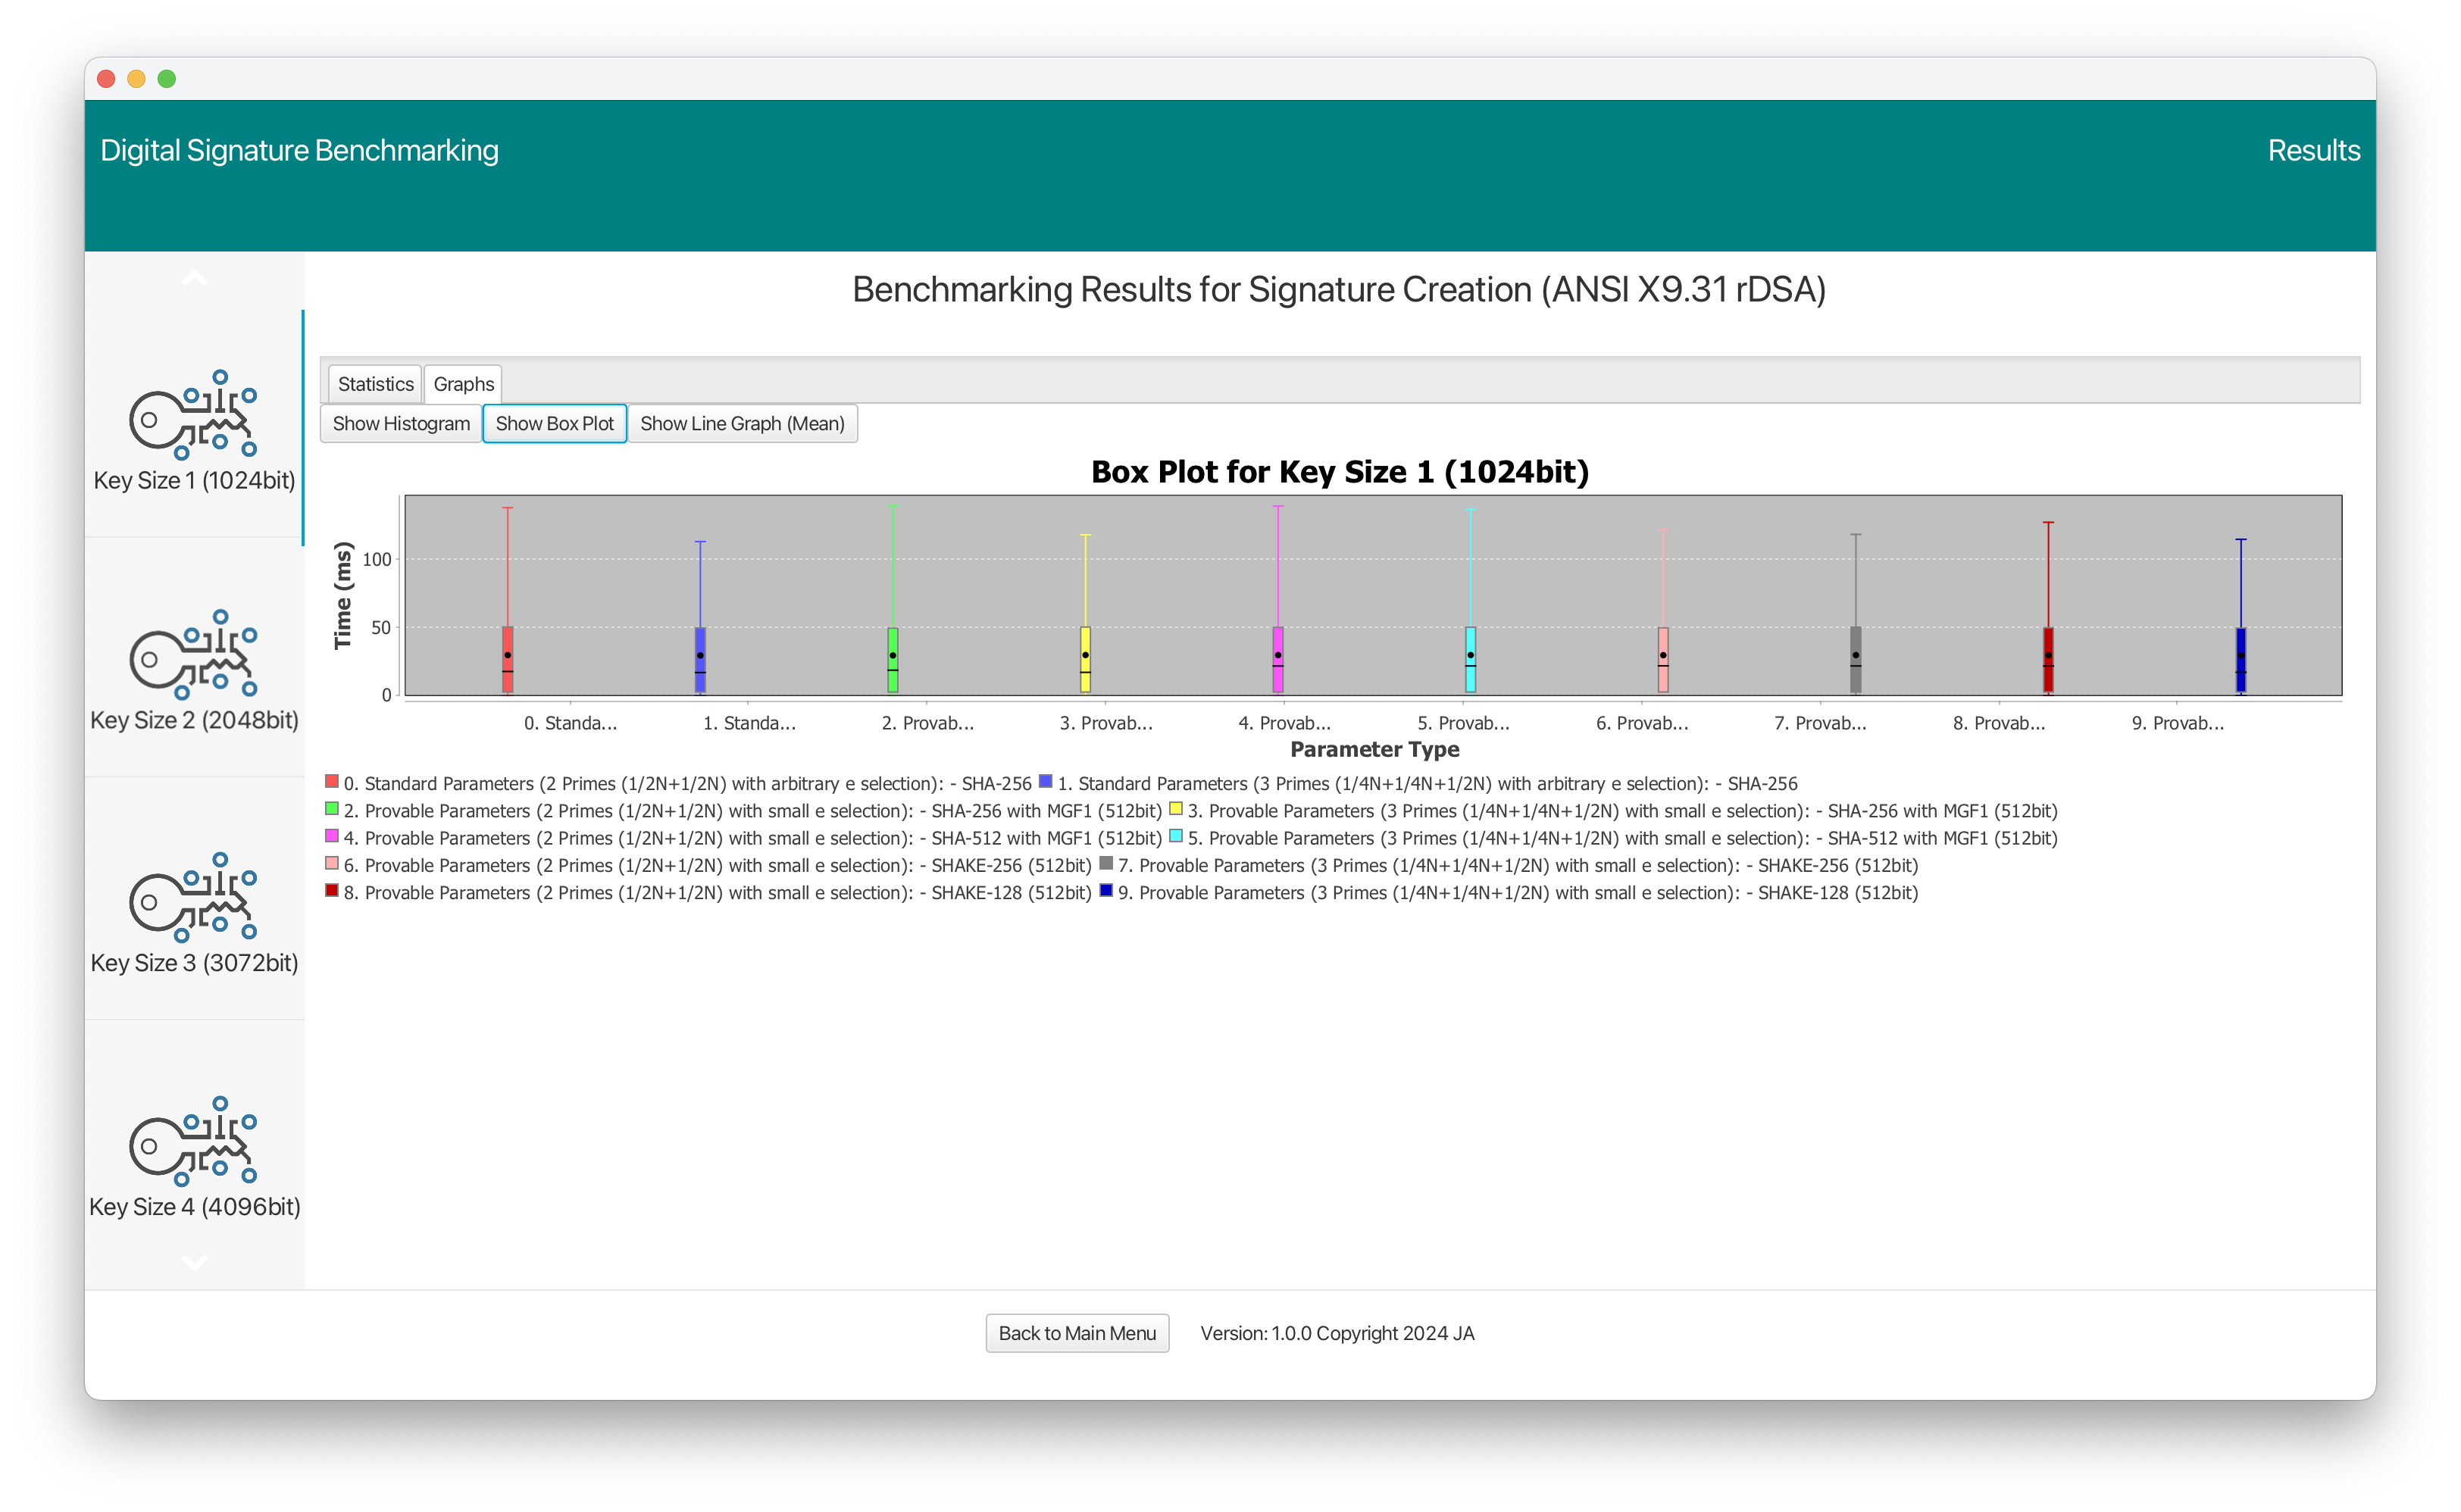 Digital Signature Benchmarking
Results
Benchmarking Results for Signature Creation (ANSI X9.31 rDSA)
Key Size 1 (1024bit)
Key Size 2 (2048bit)
Key Size 3 (3072bit)
Key Size 4 (4096bit)
Statistics Graphs
Show Histogram Show Box Plot Show Line Graph (Mean)
Box Plot for Key Size 1 (1024bit)
Time (ms)
100
50
0
0. Standa... 1. Standa... 2. Provab... 3. Provab... 4. Provab... 5. Provab... 6. Provab... 7. Provab... 8. Provab... 9. Provab...
Parameter Type
0. Standard Parameters (2 Primes (1/2N+1/2N) with arbitrary e selection): - SHA-256 1. Standard Parameters (3 Primes (1/4N+1/4N+1/2N) with arbitrary e selection): - SHA-256
2. Provable Parameters (2 Primes (1/2N+1/2N) with small e selection): - SHA-256 with MGF1 (512bit) 3. Provable Parameters (3 Primes (1/4N+1/4N+1/2N) with small e selection): - SHA-256 with MGF1 (512bit)
4. Provable Parameters (2 Primes (1/2N+1/2N) with small e selection): - SHA-512 with MGF1 (512bit) 5. Provable Parameters (3 Primes (1/4N+1/4N+1/2N) with small e selection): - SHA-512 with MGF1 (512bit)
6. Provable Parameters (2 Primes (1/2N+1/2N) with small e selection): - SHAKE-256 (512bit) 7. Provable Parameters (3 Primes (1/4N+1/4N+1/2N) with small e selection): - SHAKE-256 (512bit)
8. Provable Parameters (2 Primes (1/2N+1/2N) with small e selection): - SHAKE-128 (512bit) 9. Provable Parameters (3 Primes (1/4N+1/4N+1/2N) with small e selection): - SHAKE-128 (512bit)
Back to Main Menu Version: 1.0.0 Copyright 2024 JA